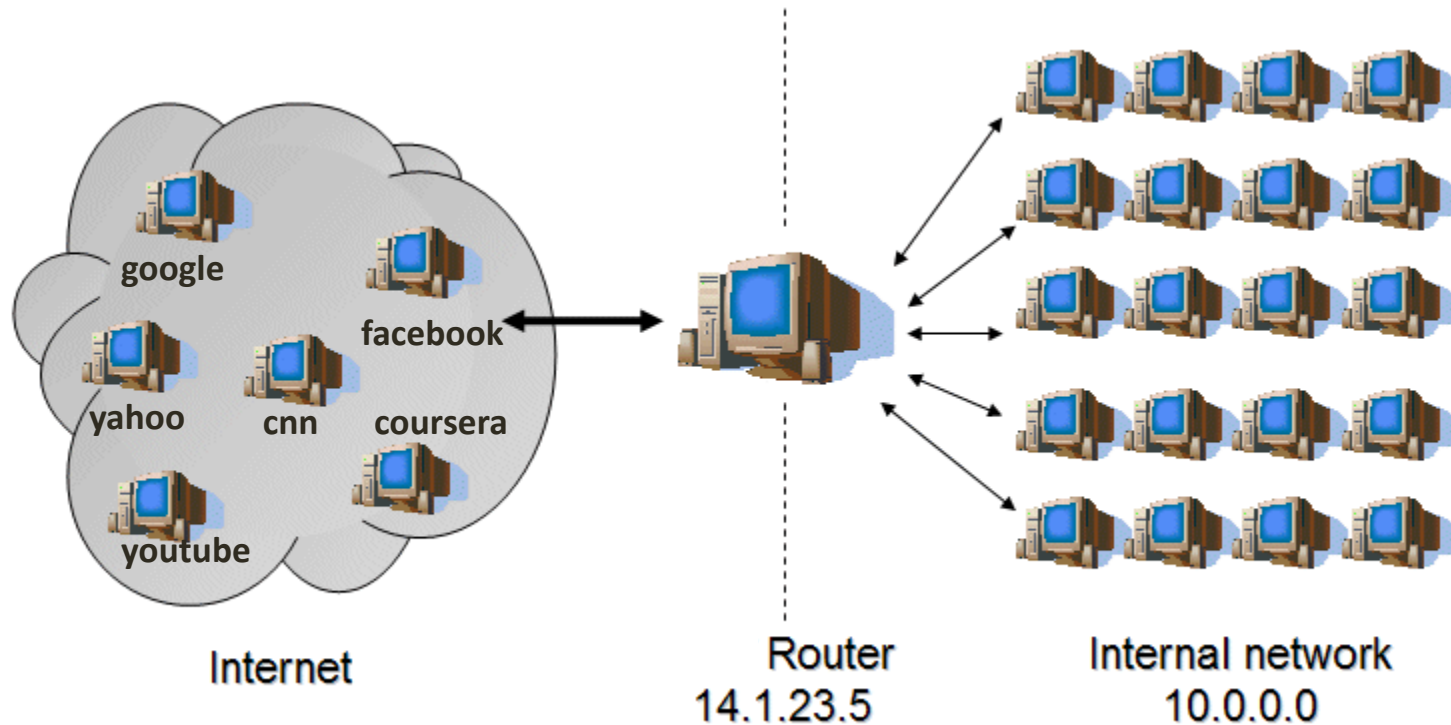 google
facebook
yahoo
cnn
coursera
youtube
Internet
Router
14.1.23.5
Internal network
10.0.0.0